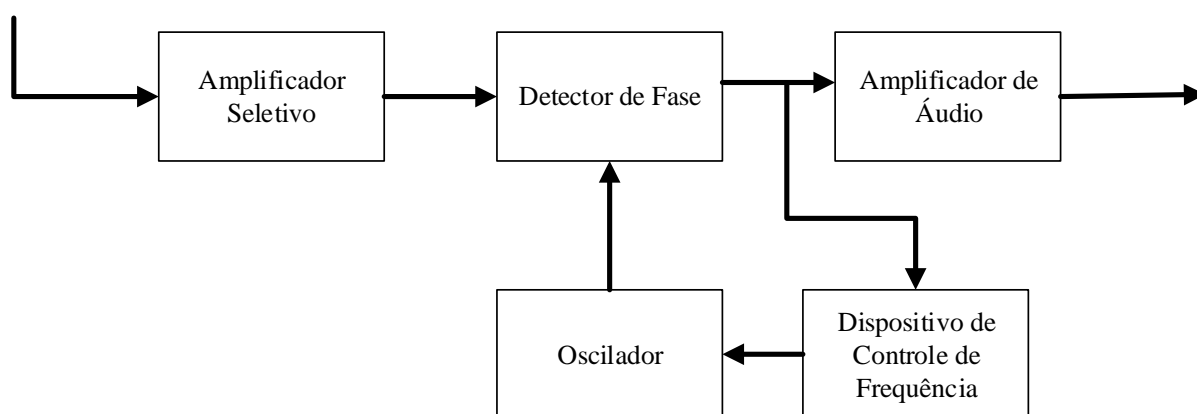 Amplificador
Seletivo
Detector de Fase
Amplificador de
Áudio
Oscilador
Dispositivo de
Controle de
Frequência